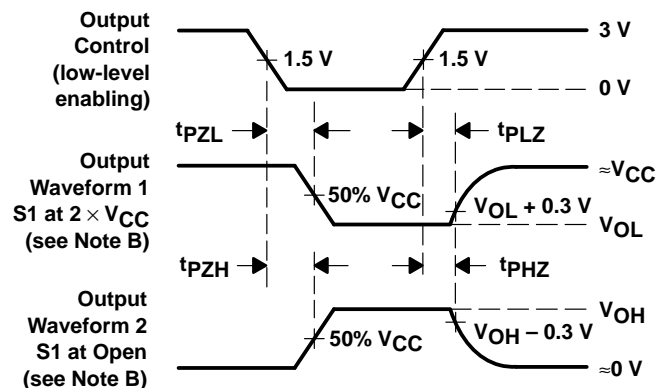 Output
Control
(low-level
enabling)
1.5 V
1.5 V
3 V
0 V
tPZL
tPLZ
Output
Waveform 1
S1 at 2 × VCC
(see Note B)
50% VCC
VOL + 0.3 V
≈VCC
VOL
tPZH
tPHZ
Output
Waveform 2
S1 at Open
(see Note B)
50% VCC
VOH − 0.3 V
VOH
≈0 V